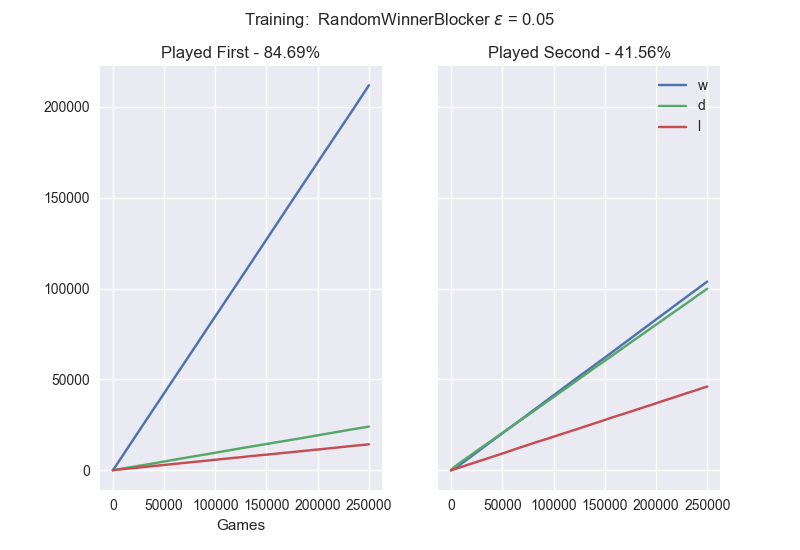 Training:  RandomWinnerBlocker ε = 0.05
Played First - 84.69%
Played Second - 41.56%
w
d
l
200000
150000
100000
50000
0
0 50000 100000 150000 200000 250000
0 50000 100000 150000 200000 250000
Games